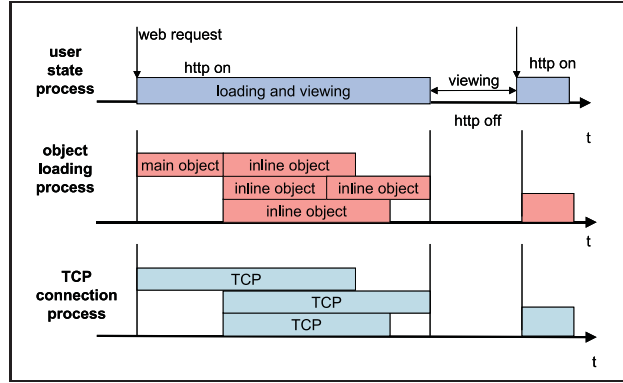 web request
user
state
process
http on
http on
loading and viewing
viewing
http off
t
object
loading
process
main object
inline object
inline object
inline object
inline object
t
TCP
connection
process
TCP
TCP
TCP
t